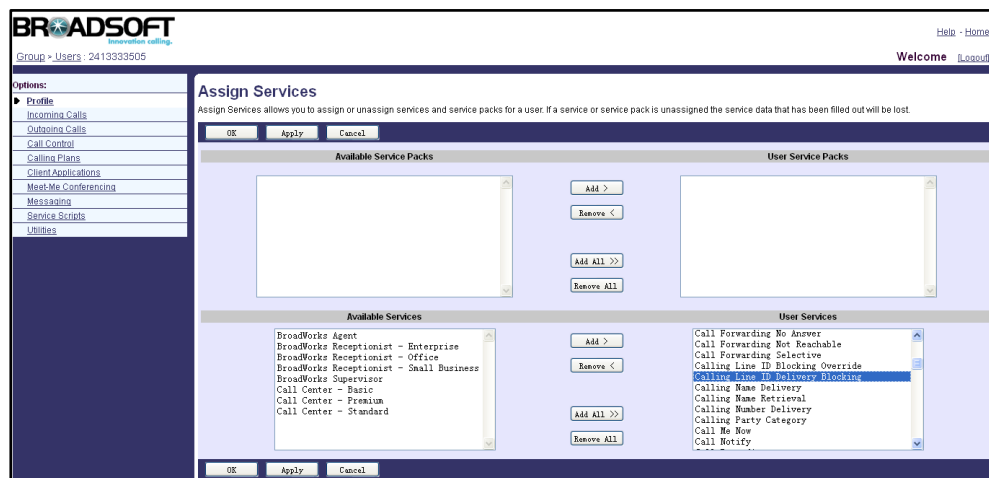 BROADSOFT
Innovation calling.
Help - Home
Group > Users : 2413333505
Welcome [Logout]
Options:
Profile
Incoming Calls
Outgoing Calls
Call Control
Calling Plans
Client Applications
Meet-Me Conferencing
Messaging
Service Scripts
Utilities
Assign Services
Assign Services allows you to assign or unassign services and service packs for a user. If a service or service pack is unassigned the service data that has been filled out will be lost.
OK Apply Cancel
Available Service Packs User Service Packs
Add >
Remove <
Add All >>
Remove All
Available Services User Services
BroadWorks Agent
BroadWorks Receptionist - Enterprise
BroadWorks Receptionist - Office
BroadWorks Receptionist - Small Business
BroadWorks Supervisor
Call Center - Basic
Call Center - Premium
Call Center - Standard
Add >
Remove <
Add All >>
Remove All
Call Forwarding No Answer
Call Forwarding Not Reachable
Call Forwarding Selective
Calling Line ID Blocking Override
Calling Line ID Delivery Blocking
Calling Name Delivery
Calling Name Retrieval
Calling Number Delivery
Calling Party Category
Call Me Now
Call Notify
OK Apply Cancel